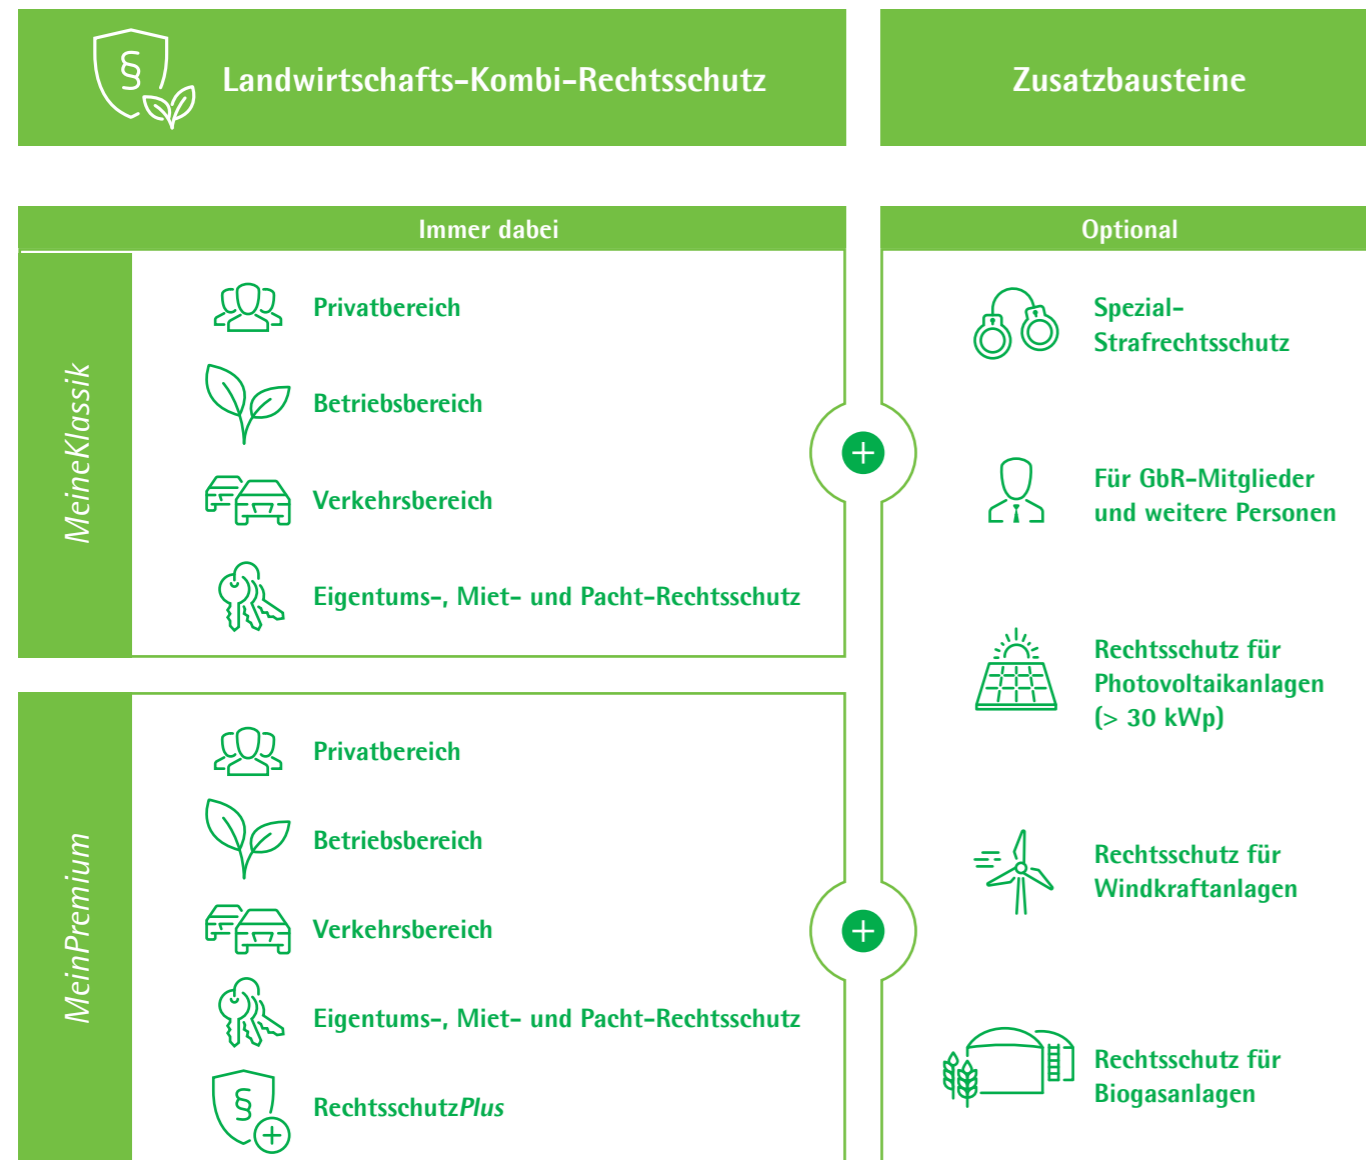 §
Landwirtschafts-Kombi-Rechtsschutz
Zusatzbausteine
Immer dabei
MeineKlassik
Privatbereich
Betriebsbereich
Verkehrsbereich
Eigentums-, Miet- und Pacht-Rechtsschutz
MeinPremium
Privatbereich
Betriebsbereich
Verkehrsbereich
Eigentums-, Miet- und Pacht-Rechtsschutz
§
RechtsschutzPlus
Optional
Spezial-
Strafrechtsschutz
Für GbR-Mitglieder
und weitere Personen
Rechtsschutz für
Photovoltaikanlagen
(> 30 kWp)
Rechtsschutz für
Windkraftanlagen
Rechtsschutz für
Biogasanlagen